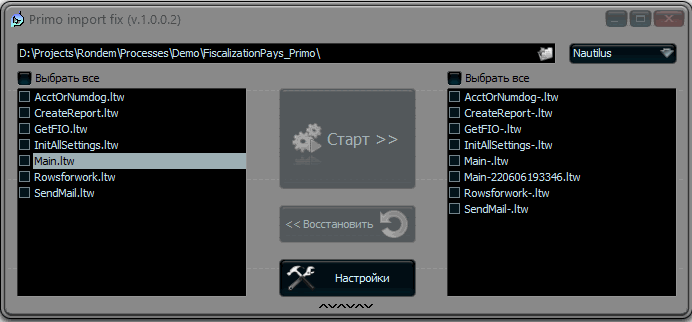 Primo import fix (v.1.0.0.2)
D:\Projects\Rondem\Processes\Demo\FiscalizationPays_Primo\
Nautilus
Выбрать все
AcctOrNumdog.ltw
CreateReport.ltw
GetFIO.ltw
InitAllSettings.ltw
Main.ltw
Rowsforwork.ltw
SendMail.ltw
Старт >>
<< Восстановить
Настройки
Выбрать все
AcctOrNumdog-.ltw
CreateReport-.ltw
GetFIO-.ltw
InitAllSettings-.ltw
Main-.ltw
Main-220606193346.ltw
Rowsforwork-.ltw
SendMail-.ltw